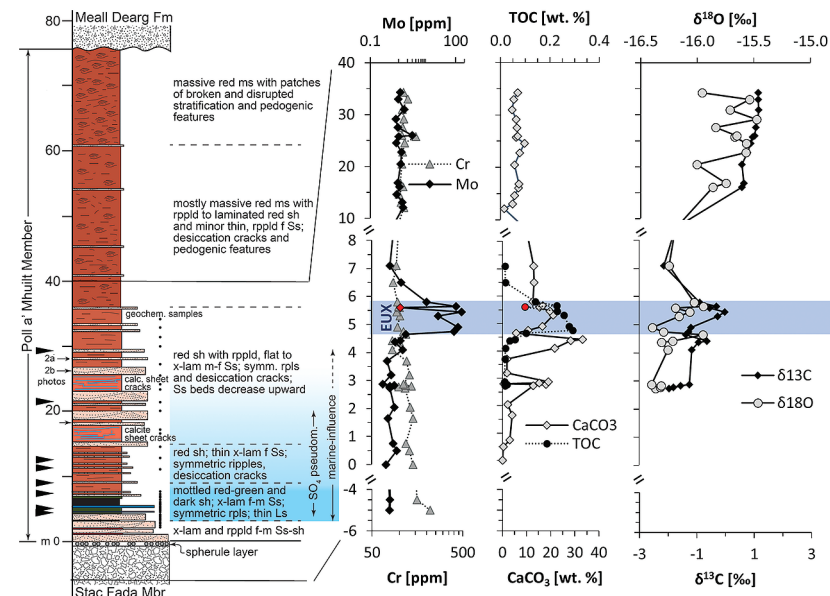 80
Meall Dearg Fm
massive red ms with patches
of broken and disrupted
stratification and pedogenic
features
60
mostly massive red ms with
rppld to laminated red sh
and minor thin, rppld f Ss;
desiccation cracks and
pedogenic features
Poll a' Mhuilt Member
40
geochem. samples
2a
2b
photos
calc. sheet
cracks
red sh with rppld, flat to
x-lam m-f Ss; symm. rpls
and desiccation cracks;
Ss beds decrease upward
20
calcite
sheet cracks
red sh; thin x-lam f Ss;
symmetric ripples,
desiccation cracks
SO4 pseudom.
marine-influence
mottled red-green and
dark sh; x-lam f-m Ss;
symmetric rpls; thin Ls
x-lam and rppld f-m Ss-sh
m 0
spherule layer
Stac Fada Mbr.
Mo [ppm]
0.1 1 10 100
40
30
20
10
8
7
6
5
4
3
2
1
0
-4
-6
Cr
Mo
EUX
50 500
Cr [ppm]
TOC [wt. %]
0.0 0.2 0.4
CaCO3
TOC
0 10 20 30 40
CaCO3 [wt. %]
δ18O [‰]
-16.5 -15.5 -15.0
δ13C
δ18O
-3 -2 -1 0 1
δ13C [‰]